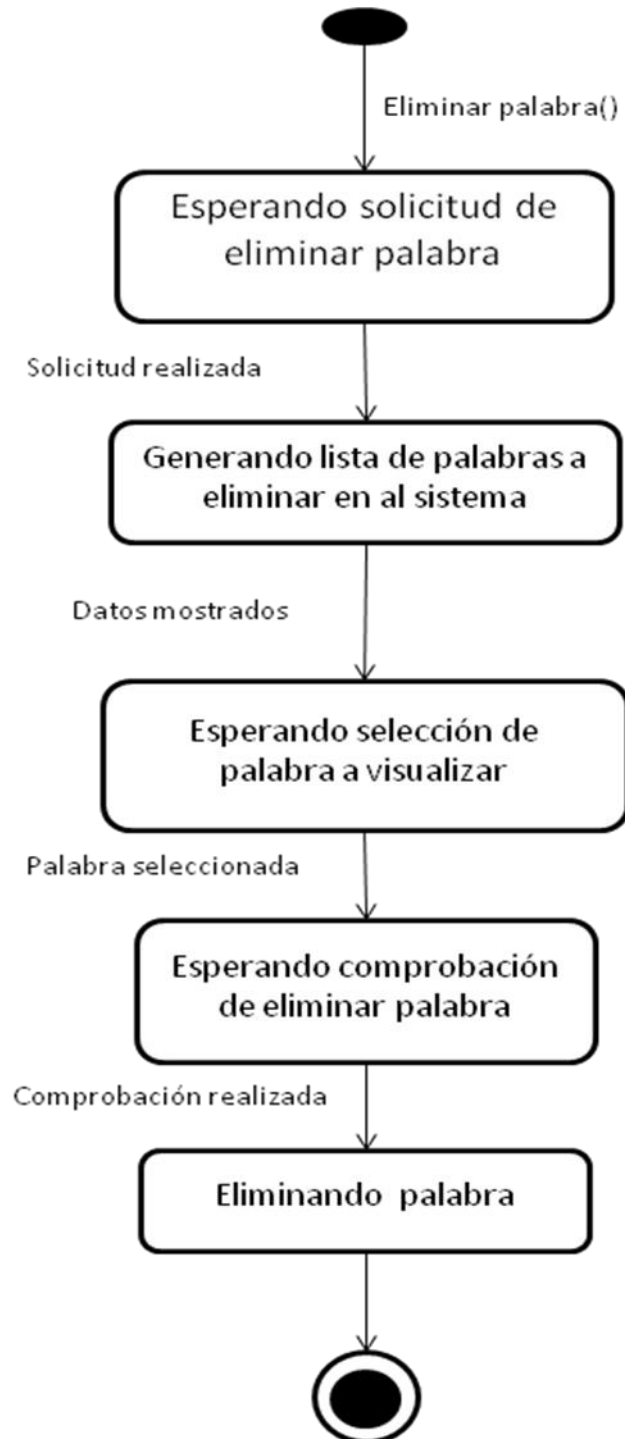 Eliminar palabra()
Esperando solicitud de
eliminar palabra
Solicitud realizada
Generando lista de palabras a
eliminar en al sistema
Datos mostrados
Esperando selección de
palabra a visualizar
Palabra seleccionada
Esperando comprobación
de eliminar palabra
Comprobación realizada
Eliminando palabra